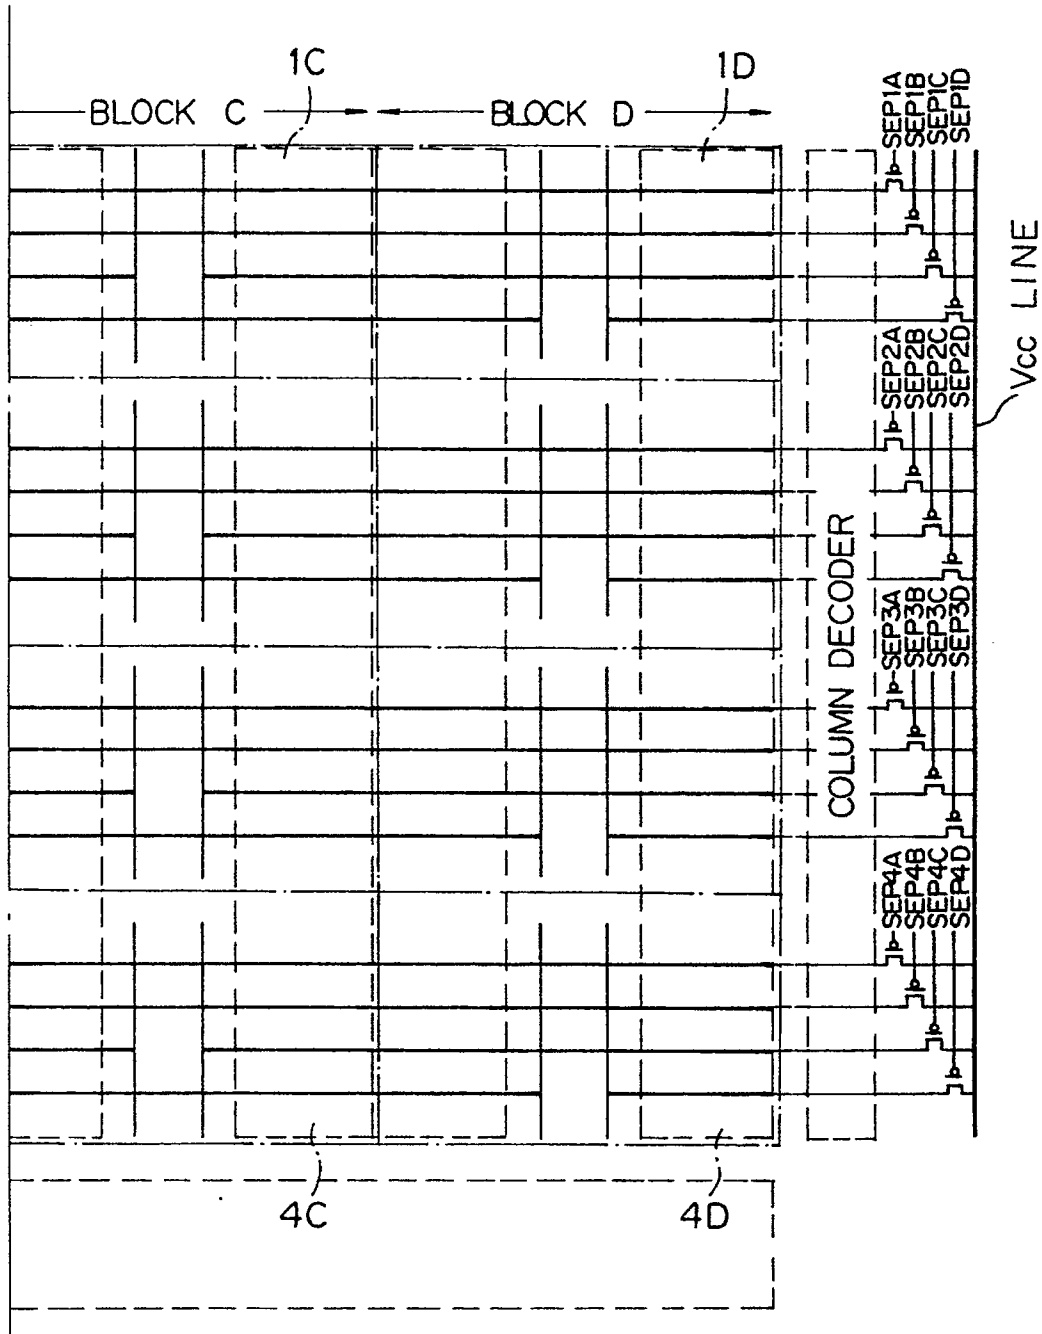 1C
1D
BLOCK C
BLOCK D
SEP1A
SEP1B
SEP1C
SEP1D
VCC LINE
SEP2A
SEP2B
SEP2C
SEP2D
COLUMN DECODER
SEP3A
SEP3B
SEP3C
SEP3D
SEP4A
SEP4B
SEP4C
SEP4D
4C
4D